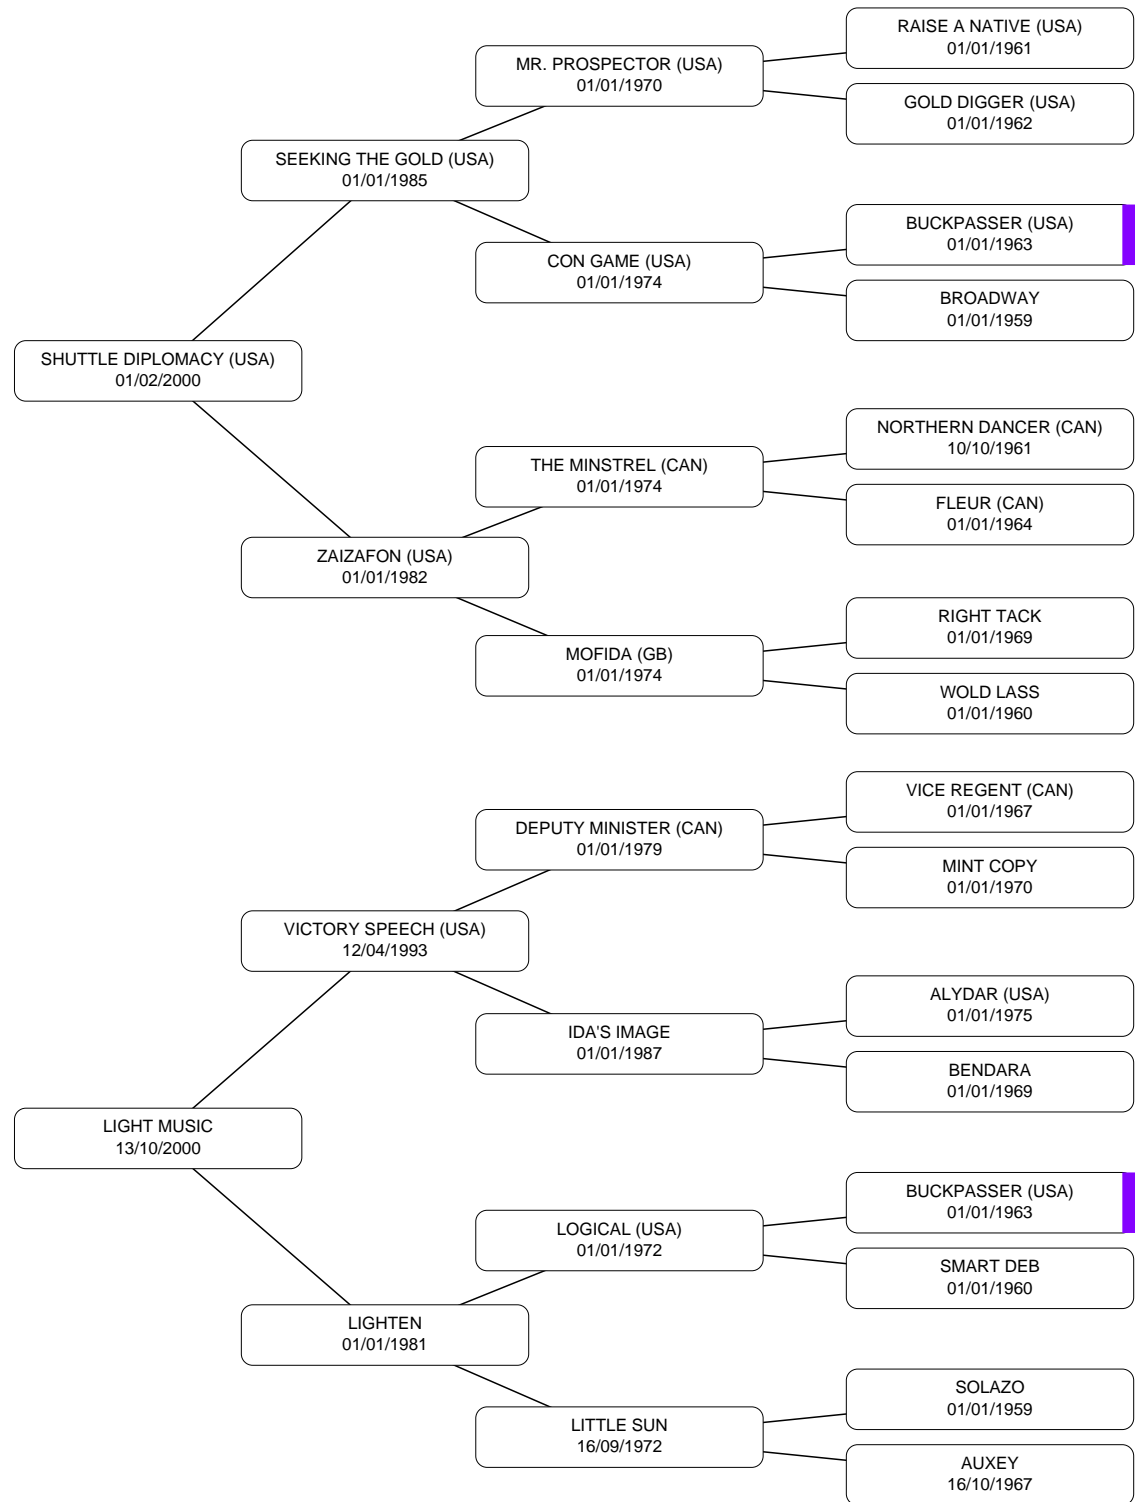 RAISE A NATIVE (USA)
01/01/1961
MR. PROSPECTOR (USA)
01/01/1970
GOLD DIGGER (USA)
01/01/1962
SEEKING THE GOLD (USA)
01/01/1985
BUCKPASSER (USA)
01/01/1963
CON GAME (USA)
01/01/1974
BROADWAY
01/01/1959
SHUTTLE DIPLOMACY (USA)
01/02/2000
NORTHERN DANCER (CAN)
10/10/1961
THE MINSTREL (CAN)
01/01/1974
FLEUR (CAN)
01/01/1964
ZAIZAFON (USA)
01/01/1982
RIGHT TACK
01/01/1969
MOFIDA (GB)
01/01/1974
WOLD LASS
01/01/1960
VICE REGENT (CAN)
01/01/1967
DEPUTY MINISTER (CAN)
01/01/1979
MINT COPY
01/01/1970
VICTORY SPEECH (USA)
12/04/1993
ALYDAR (USA)
01/01/1975
IDA'S IMAGE
01/01/1987
BENDARA
01/01/1969
LIGHT MUSIC
13/10/2000
BUCKPASSER (USA)
01/01/1963
LOGICAL (USA)
01/01/1972
SMART DEB
01/01/1960
LIGHTEN
01/01/1981
SOLAZO
01/01/1959
LITTLE SUN
16/09/1972
AUXEY
16/10/1967